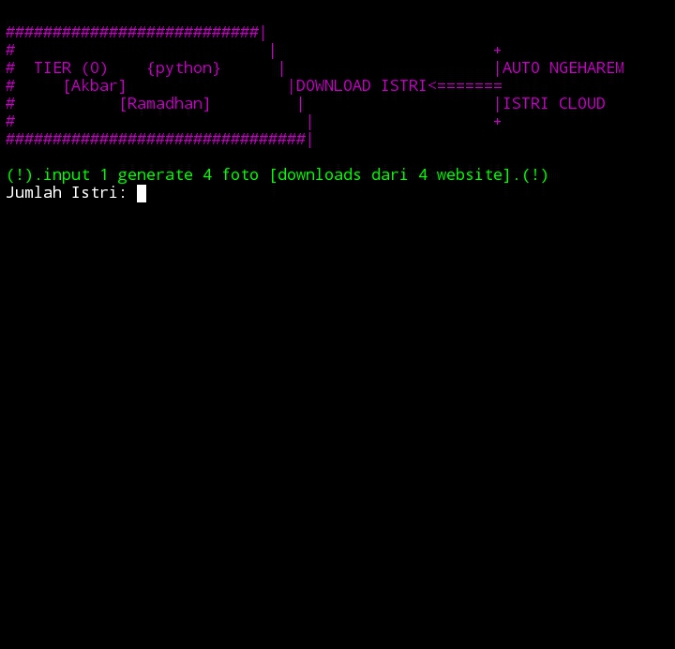 ###########################|
#                           |                       +
#  TIER (0)    {python}      |                      |AUTO NGEHAREM
#     [Akbar]                 |DOWNLOAD ISTRI<=======
#           [Ramadhan]         |                    |ISTRI CLOUD
#                               |                   +
################################|
(!).input 1 generate 4 foto [downloads dari 4 website].(!)
Jumlah Istri: